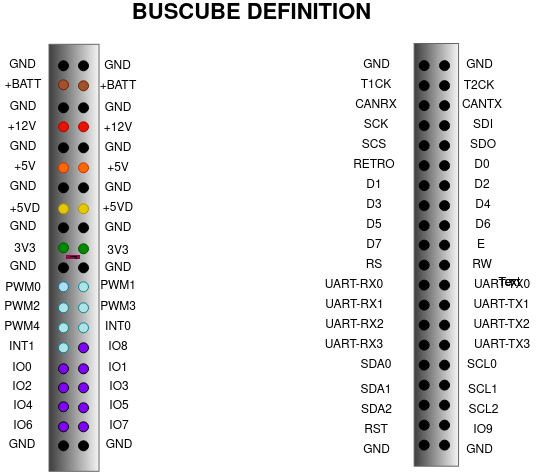 BUSCUBE DEFINITION
GND GND GND GND
+BATT +BATT T1CK T2CK
GND GND CANRX CANTX
+12V +12V SCK SDI
GND GND SCS SDO
+5V +5V RETRO D0
GND GND D1 D2
+5VD +5VD D3 D4
GND GND D5 D6
3V3 3V3 D7 E
GND GND RS RW
Text
PWM0 PWM1 UART-RX0 UART-TX0
PWM2 PWM3 UART-RX1 UART-TX1
PWM4 INT0 UART-RX2 UART-TX2
INT1 IO8 UART-RX3 UART-TX3
IO0 IO1 SDA0 SCL0
IO2 IO3 SDA1 SCL1
IO4 IO5 SDA2 SCL2
IO6 IO7 RST IO9
GND GND GND GND